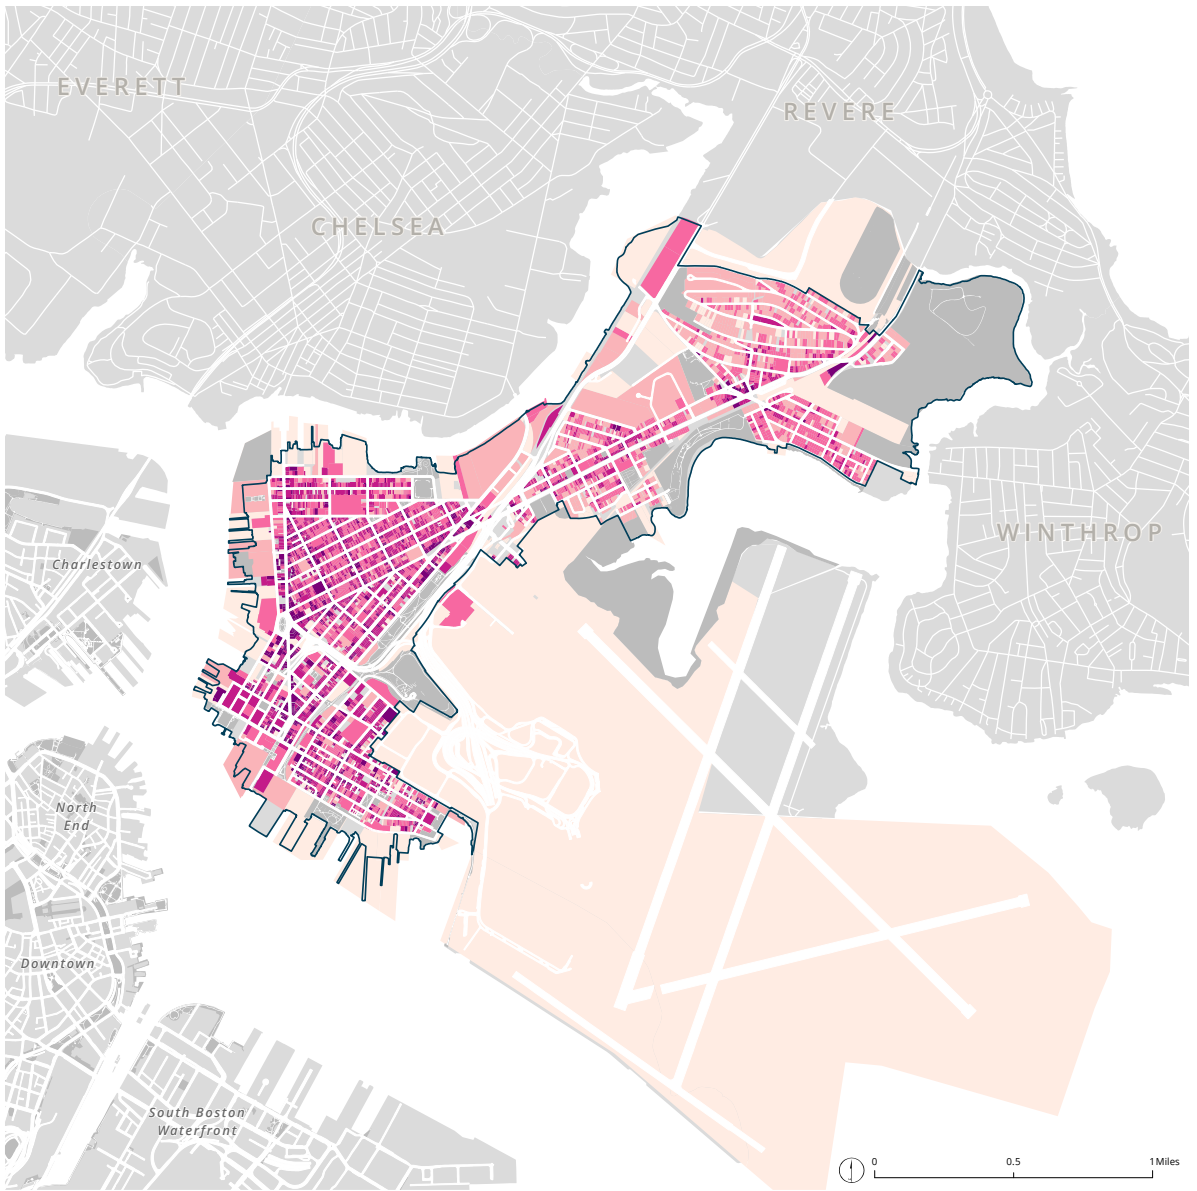 EVERETT
REVERE
CHELSEA
WINTHROP
Charlestown
North
End
Downtown
South Boston
Waterfront
0 0.5 1 Miles